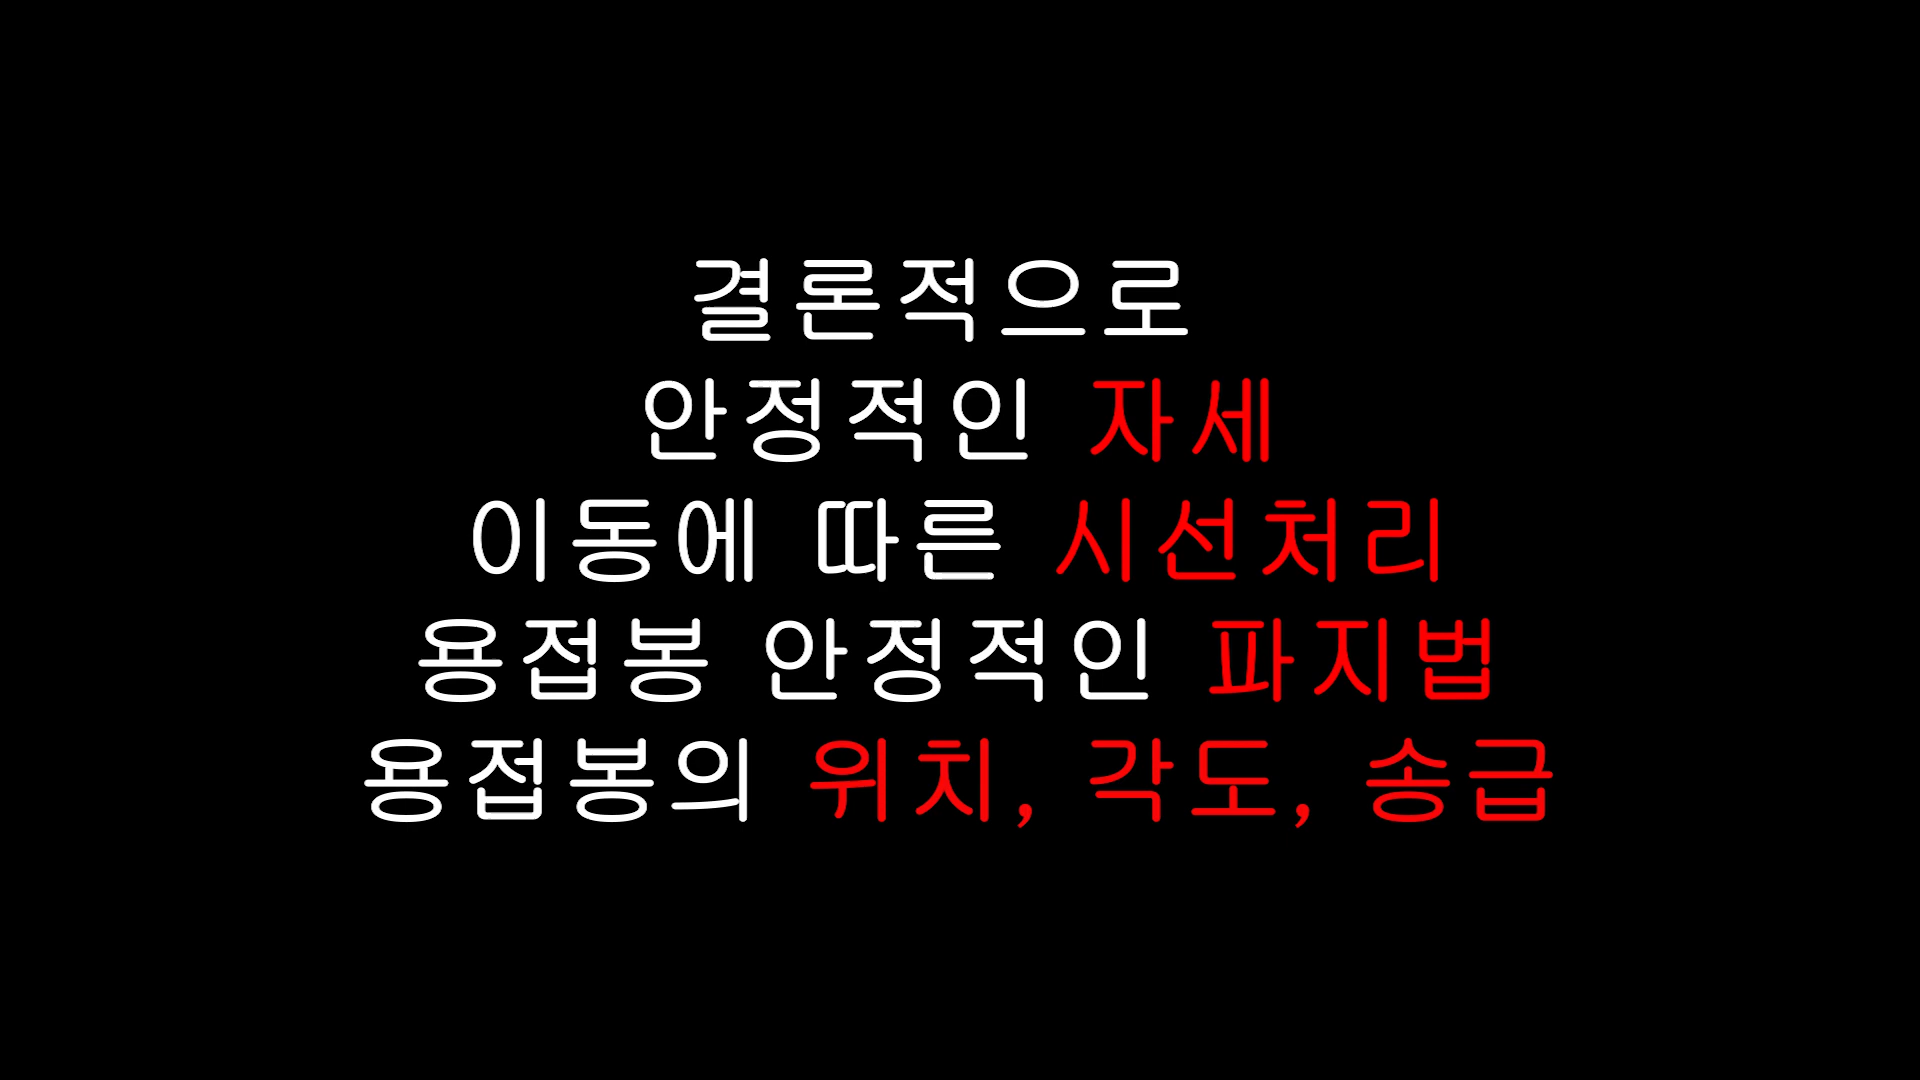 결론적으로
안정적인 자세
이동에 따른 시선처리
용접봉 안정적인 파지법
용접봉의 위치, 각도, 송급